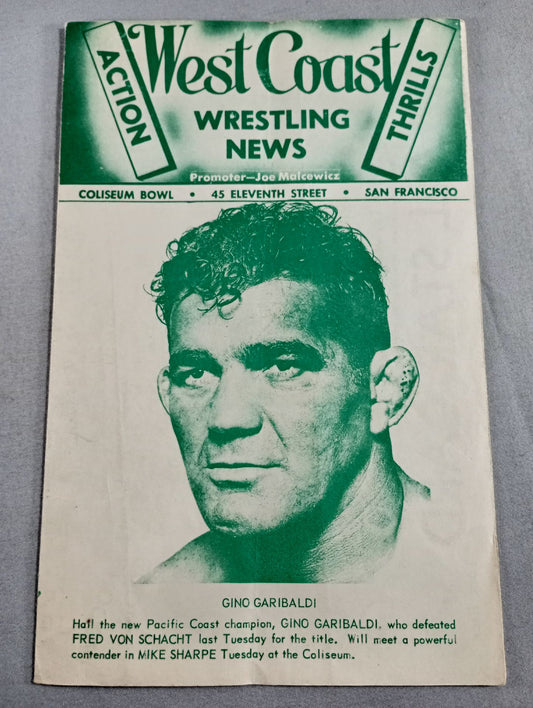 ACTION
West Coast
THRILLS
WRESTLING
NEWS
Promoter—Joe Malcewicz
COLISEUM BOWL • 45 ELEVENTH STREET • SAN FRANCISCO
GINO GARIBALDI
Hail the new Pacific Coast champion, GINO GARIBALDI, who defeated
FRED VON SCHACHT last Tuesday for the title. Will meet a powerful
contender in MIKE SHARPE Tuesday at the Coliseum.